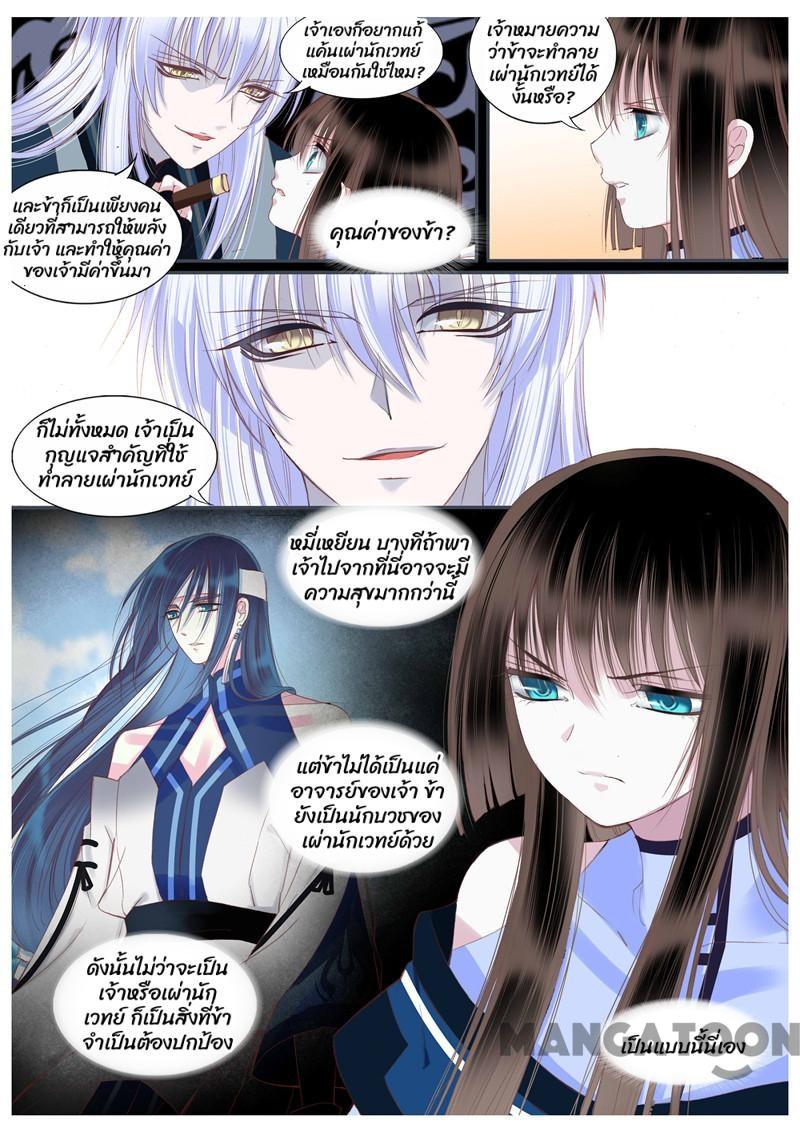 เจ้าเองก็อยากแก้
แค้นเผ่านักเวทย์
เหมือนกันใช่ไหม?
เจ้าหมายความ
ว่าข้าจะทำลาย
เผ่านักเวทย์ได้
งั้นหรือ?
และข้าก็เป็นเพียงคน
เดียวที่สามารถให้พลัง
กับเจ้า และทำให้คุณค่า
ของเจ้ามีค่าขึ้นมา
คุณค่าของข้า?
ก็ไม่ทั้งหมด เจ้าเป็น
กุญแจสำคัญที่ใช้
ทำลายเผ่านักเวทย์
หมี่เหยียน บางทีถ้าพา
เจ้าไปจากที่นี่อาจจะมี
ความสุขมากกว่านี้
แต่ข้าไม่ได้เป็นแค่
อาจารย์ของเจ้า ข้า
ยังเป็นนักบวชของ
เผ่านักเวทย์ด้วย
ดังนั้นไม่ว่าจะเป็น
เจ้าหรือเผ่านัก
เวทย์ ก็เป็นสิ่งที่ข้า
จำเป็นต้องปกป้อง
เป็นแบบนี้นี่เอง
MANGATOON